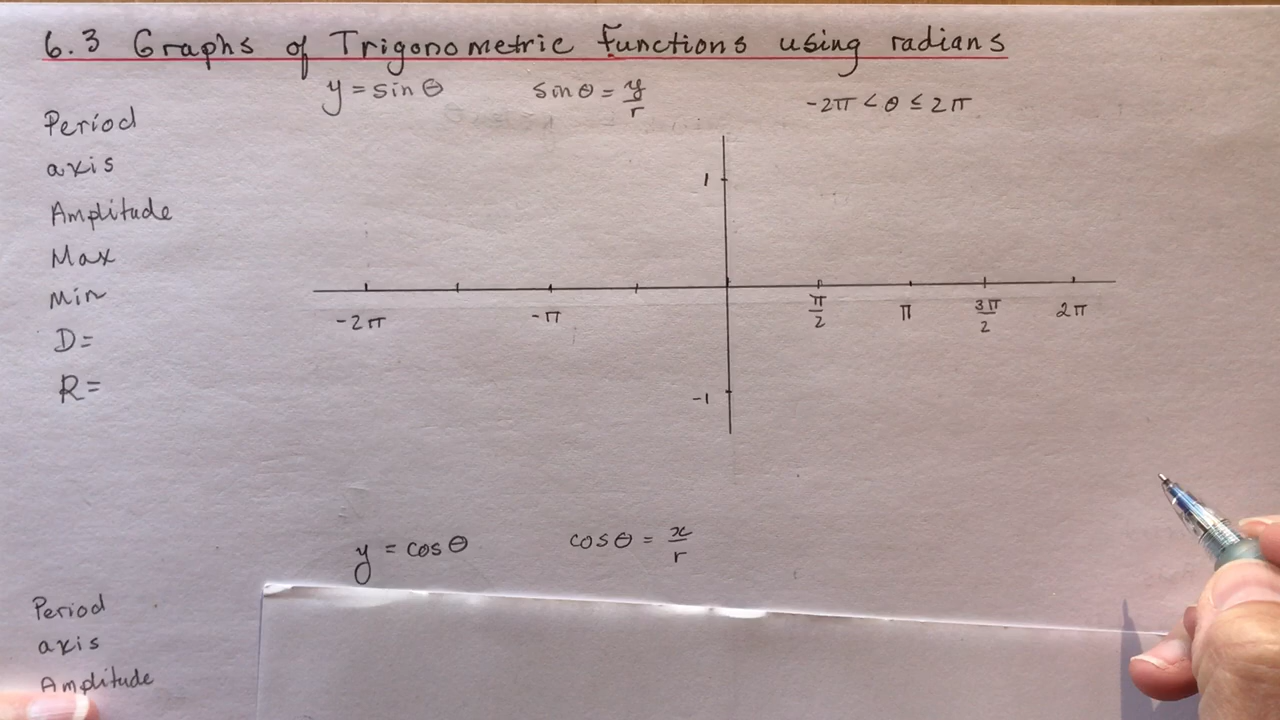 6.3 Graphs of Trigonometric functions using radians
y = sin θ sin θ = y/r -2π < θ ≤ 2π
Period
axis
Amplitude
Max
Min
D=
R=
1
-2π -π π/2 π 3π/2 2π
-1
y = cos θ cos θ = x/r
Period
axis
Amplitude